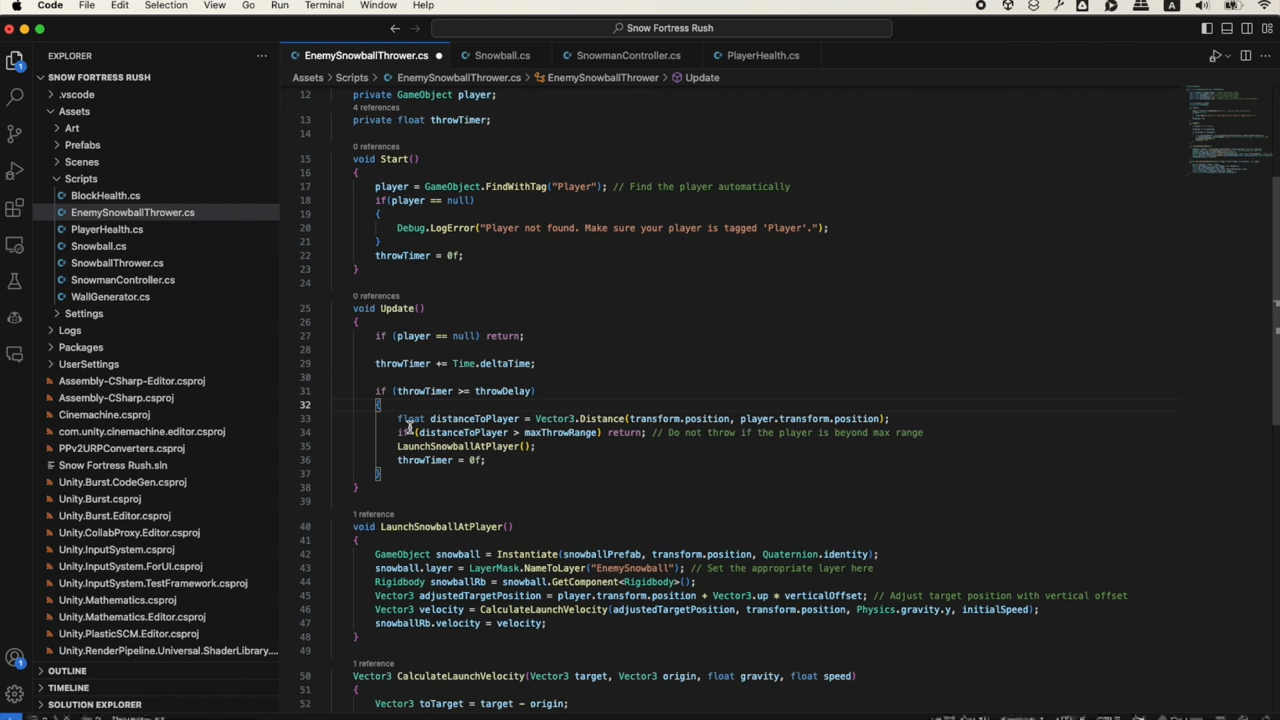 Code File Edit Selection View Go Run Terminal Window Help A
Snow Fortress Rush
EXPLORER
EnemySnowballThrower.cs
Snowball.cs
SnowmanController.cs
PlayerHealth.cs
Assets > Scripts > EnemySnowballThrower.cs > EnemySnowballThrower > Update
1
SNOW FORTRESS RUSH
.vscode
Assets
Art
Prefabs
Scenes
Scripts
BlockHealth.cs
EnemySnowballThrower.cs
PlayerHealth.cs
Snowball.cs
SnowballThrower.cs
SnowmanController.cs
WallGenerator.cs
Settings
Logs
Packages
UserSettings
Assembly-CSharp-Editor.csproj
Assembly-CSharp.csproj
Cinemachine.csproj
com.unity.cinemachine.editor.csproj
PPv2URPConverters.csproj
Snow Fortress Rush.sln
Unity.Burst.CodeGen.csproj
Unity.Burst.csproj
Unity.Burst.Editor.csproj
Unity.CollabProxy.Editor.csproj
Unity.InputSystem.csproj
Unity.InputSystem.ForUI.csproj
Unity.InputSystem.TestFramework.csproj
Unity.Mathematics.csproj
Unity.Mathematics.Editor.csproj
Unity.PlasticSCM.Editor.csproj
Unity.RenderPipeline.Universal.ShaderLibrary....
OUTLINE
TIMELINE
SOLUTION EXPLORER
1
12 private GameObject player;
4 references
13 private float throwTimer;
14
0 references
15 void Start()
16 {
17 player = GameObject.FindWithTag("Player"); // Find the player automatically
18 if(player == null)
19 {
20 Debug.LogError("Player not found. Make sure your player is tagged 'Player'.");
21 }
22 throwTimer = 0f;
23 }
24
0 references
25 void Update()
26 {
27 if (player == null) return;
28
29 throwTimer += Time.deltaTime;
30
31 if (throwTimer >= throwDelay)
32 {
33 float distanceToPlayer = Vector3.Distance(transform.position, player.transform.position);
34 if (distanceToPlayer > maxThrowRange) return; // Do not throw if the player is beyond max range
35 LaunchSnowballAtPlayer();
36 throwTimer = 0f;
37 }
38 }
39
1 reference
40 void LaunchSnowballAtPlayer()
41 {
42 GameObject snowball = Instantiate(snowballPrefab, transform.position, Quaternion.identity);
43 snowball.layer = LayerMask.NameToLayer("EnemySnowball"); // Set the appropriate layer here
44 Rigidbody snowballRb = snowball.GetComponent<Rigidbody>();
45 Vector3 adjustedTargetPosition = player.transform.position + Vector3.up * verticalOffset; // Adjust target position with vertical offset
46 Vector3 velocity = CalculateLaunchVelocity(adjustedTargetPosition, transform.position, Physics.gravity.y, initialSpeed);
47 snowballRb.velocity = velocity;
48 }
49
1 reference
50 Vector3 CalculateLaunchVelocity(Vector3 target, Vector3 origin, float gravity, float speed)
51 {
52 Vector3 toTarget = target - origin;